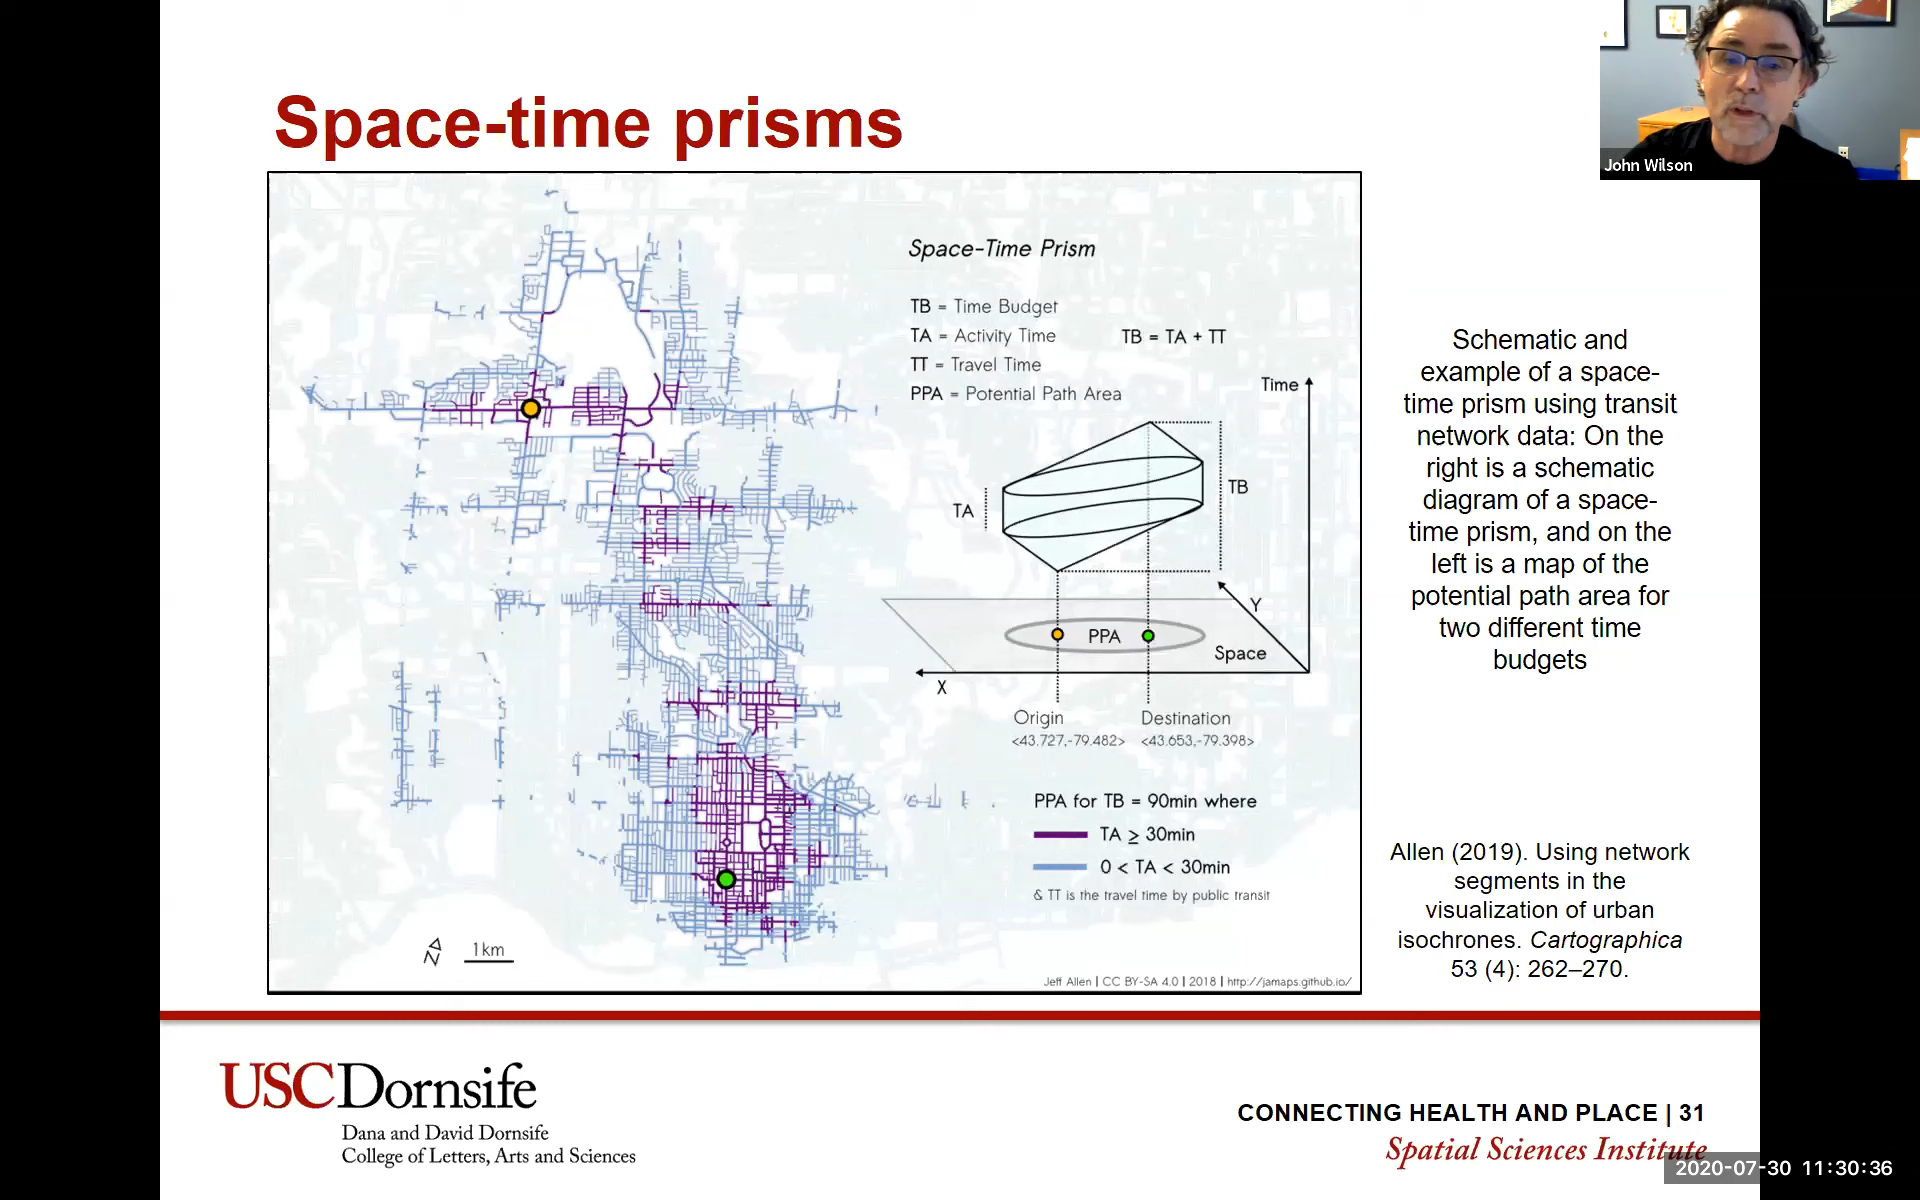 John Wilson
Space-time prisms
Space-Time Prism
TB = Time Budget
TA = Activity Time
TB = TA + TT
TT = Travel Time
PPA = Potential Path Area
Time
TA
TB
Y
PPA
Space
X
Origin
Destination
<43.727,-79.482>
<43.653,-79.398>
PPA for TB = 90min where
TA ≥ 30min
0 < TA < 30min
& TT is the travel time by public transit
N
1km
Jeff Allen | CC BY-SA 4.0 | 2018 | http://jamaps.github.io/
Schematic and
example of a space-
time prism using transit
network data: On the
right is a schematic
diagram of a space-
time prism, and on the
left is a map of the
potential path area for
two different time
budgets
Allen (2019). Using network
segments in the
visualization of urban
isochrones. Cartographica
53 (4): 262–270.
USCDornsife
Dana and David Dornsife
College of Letters, Arts and Sciences
CONNECTING HEALTH AND PLACE | 31
Spatial Sciences Institute
2020-07-30 11:30:36